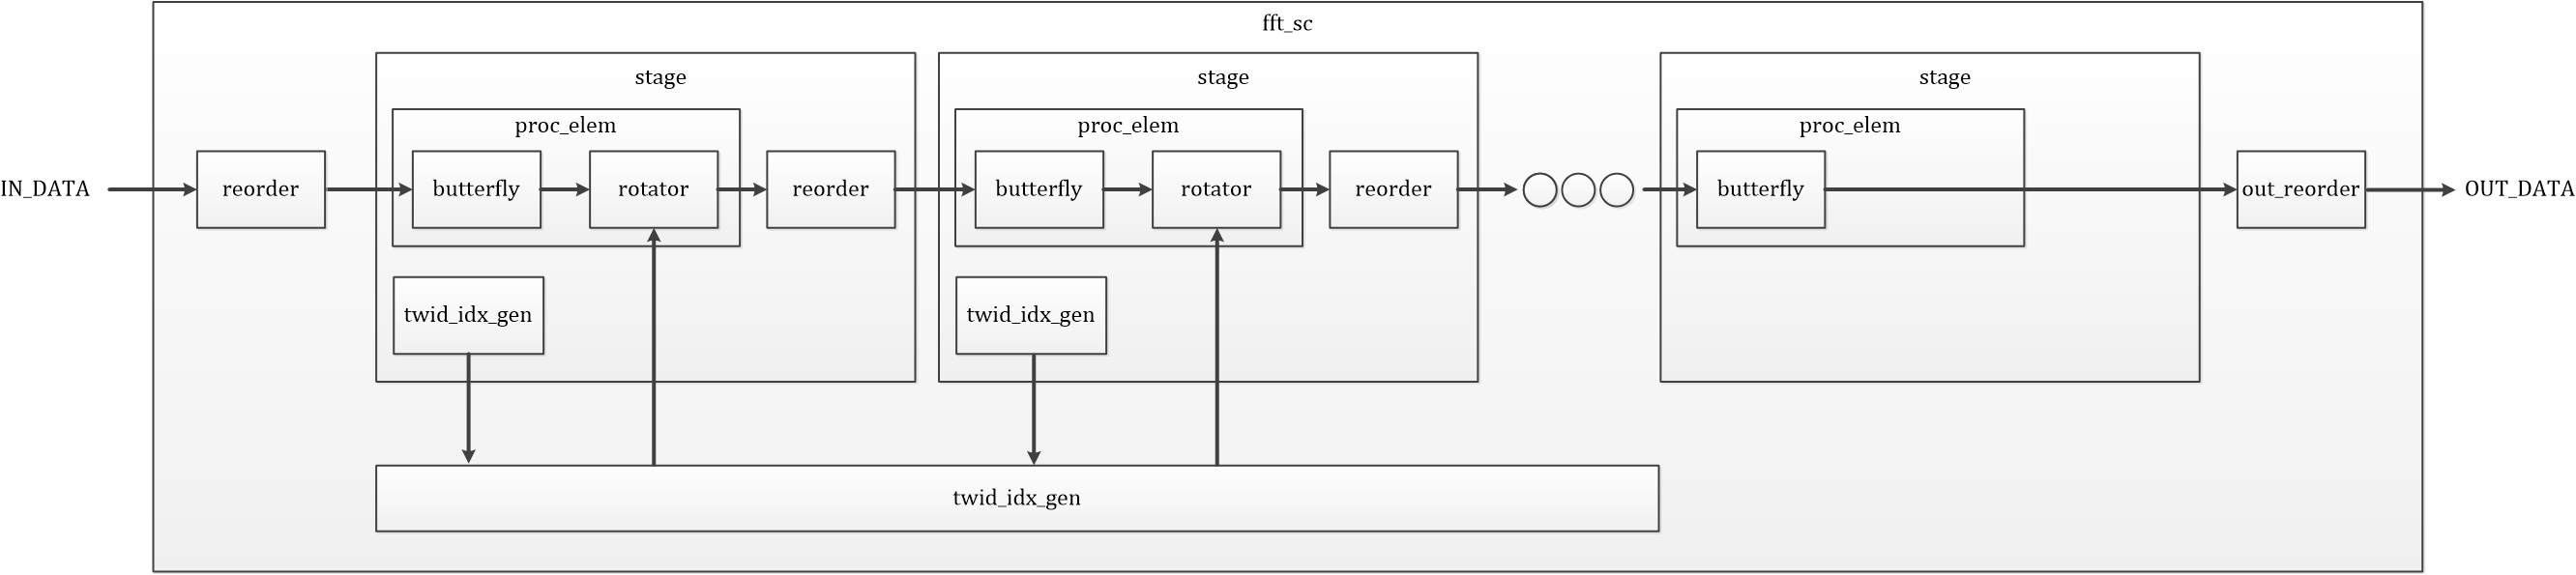 fft_sc
stage
stage
stage
proc_elem
proc_elem
proc_elem
IN_DATA
reorder
butterfly
rotator
reorder
butterfly
rotator
reorder
butterfly
out_reorder
OUT_DATA
twid_idx_gen
twid_idx_gen
twid_idx_gen